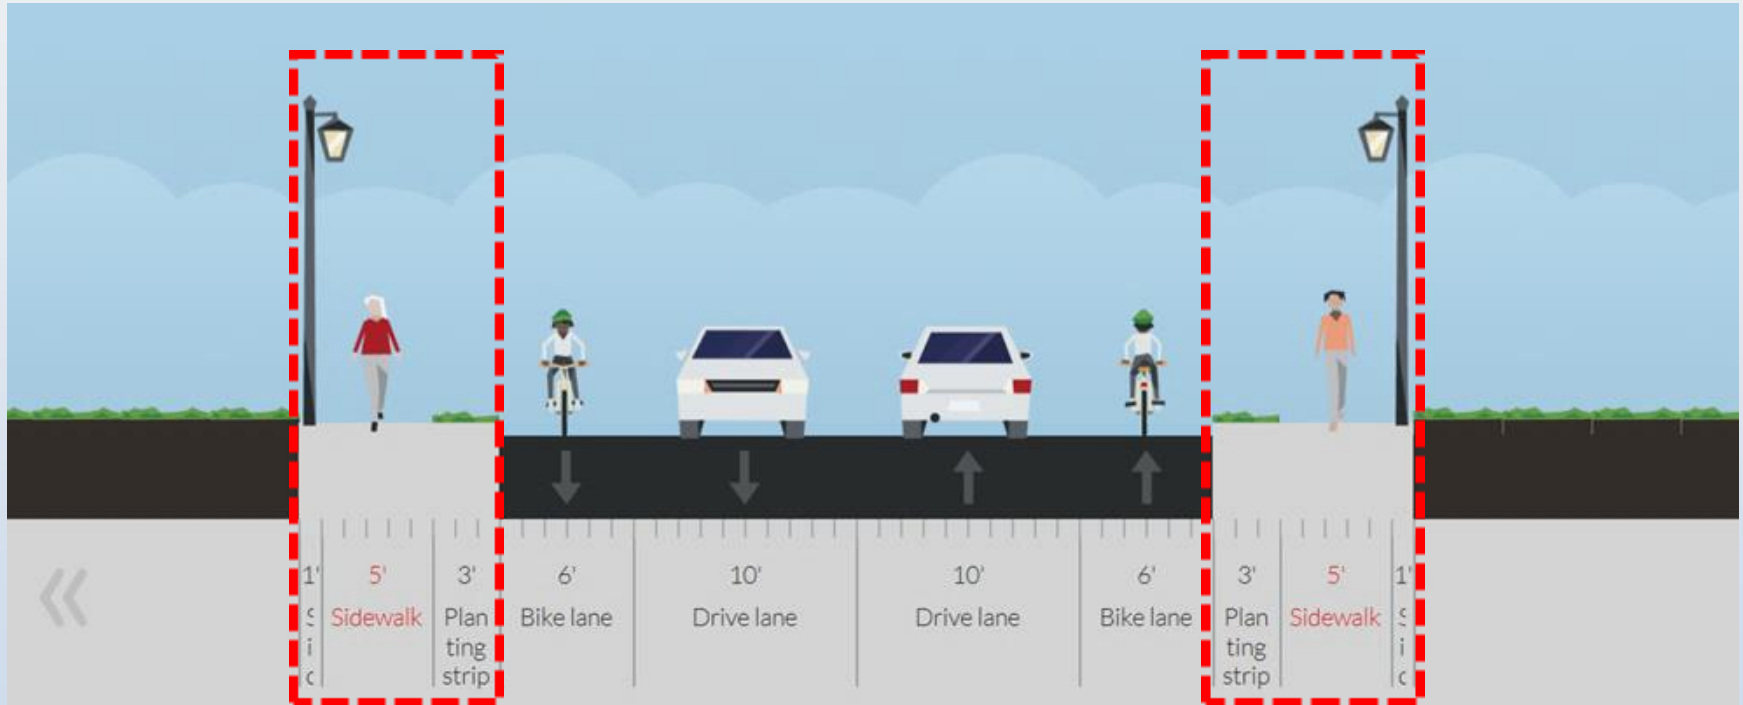 1' 5' 3' 6' 10' 10' 6' 3' 5' 1'
S Sidewalk Plan Bike lane Drive lane Drive lane Bike lane Plan Sidewalk S
i ting ting i
strip strip